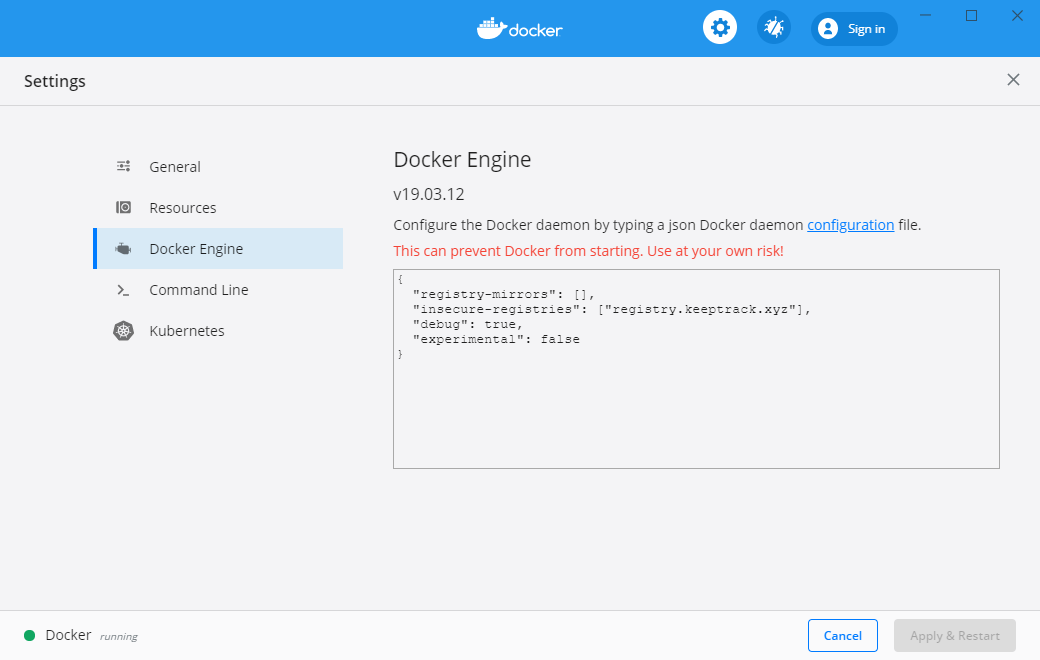 docker
Sign in
Settings
General
Resources
Docker Engine
Command Line
Kubernetes
Docker Engine
v19.03.12
Configure the Docker daemon by typing a json Docker daemon configuration file.
This can prevent Docker from starting. Use at your own risk!
{
  "registry-mirrors": [],
  "insecure-registries": ["registry.keeptrack.xyz"],
  "debug": true,
  "experimental": false
}
Docker running
Cancel
Apply & Restart